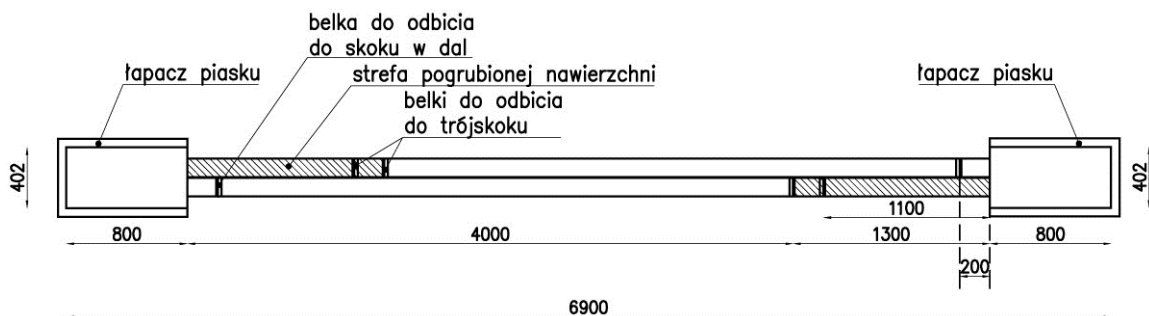 belka do odbicia
do skoku w dal
łapacz piasku
strefa pogrubionej nawierzchni
łapacz piasku
belki do odbicia
do trójskoku
402
402
1100
800
4000
1300
800
200
6900